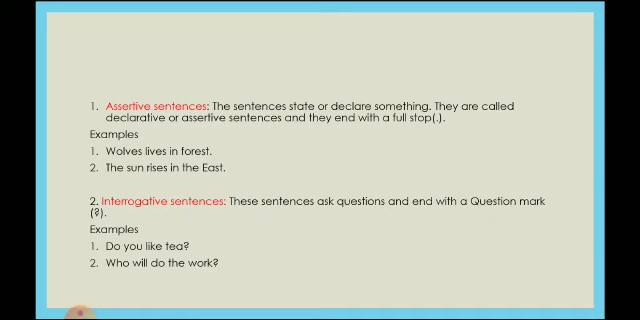 1. Assertive sentences: The sentences state or declare something. They are called
declarative or assertive sentences and they end with a full stop(.).
Examples
1. Wolves lives in forest.
2. The sun rises in the East.
2. Interrogative sentences: These sentences ask questions and end with a Question mark
(?).
Examples
1. Do you like tea?
2. Who will do the work?